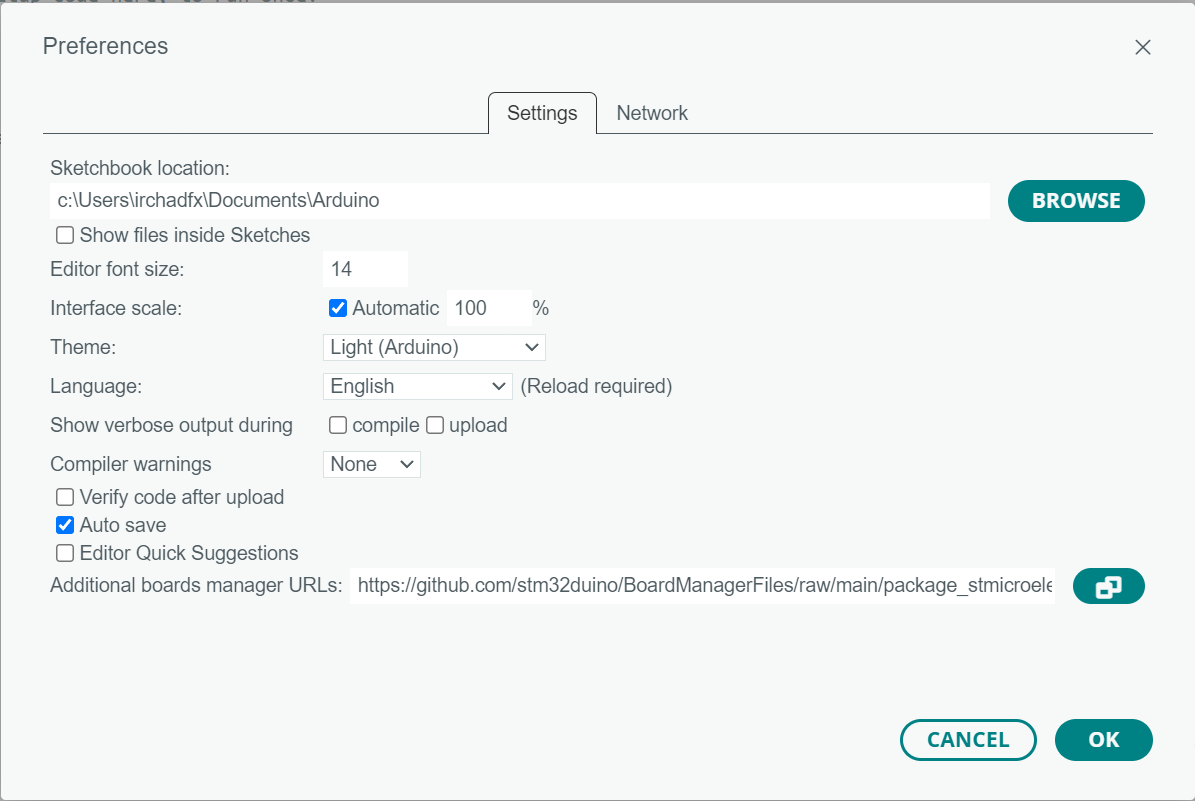 Preferences
Settings Network
Sketchbook location:
c:\Users\irchadfx\Documents\Arduino
BROWSE
Show files inside Sketches
Editor font size: 14
Interface scale: Automatic 100 %
Theme: Light (Arduino)
Language: English (Reload required)
Show verbose output during compile upload
Compiler warnings None
Verify code after upload
Auto save
Editor Quick Suggestions
Additional boards manager URLs: https://github.com/stm32duino/BoardManagerFiles/raw/main/package_stmicroele
CANCEL OK